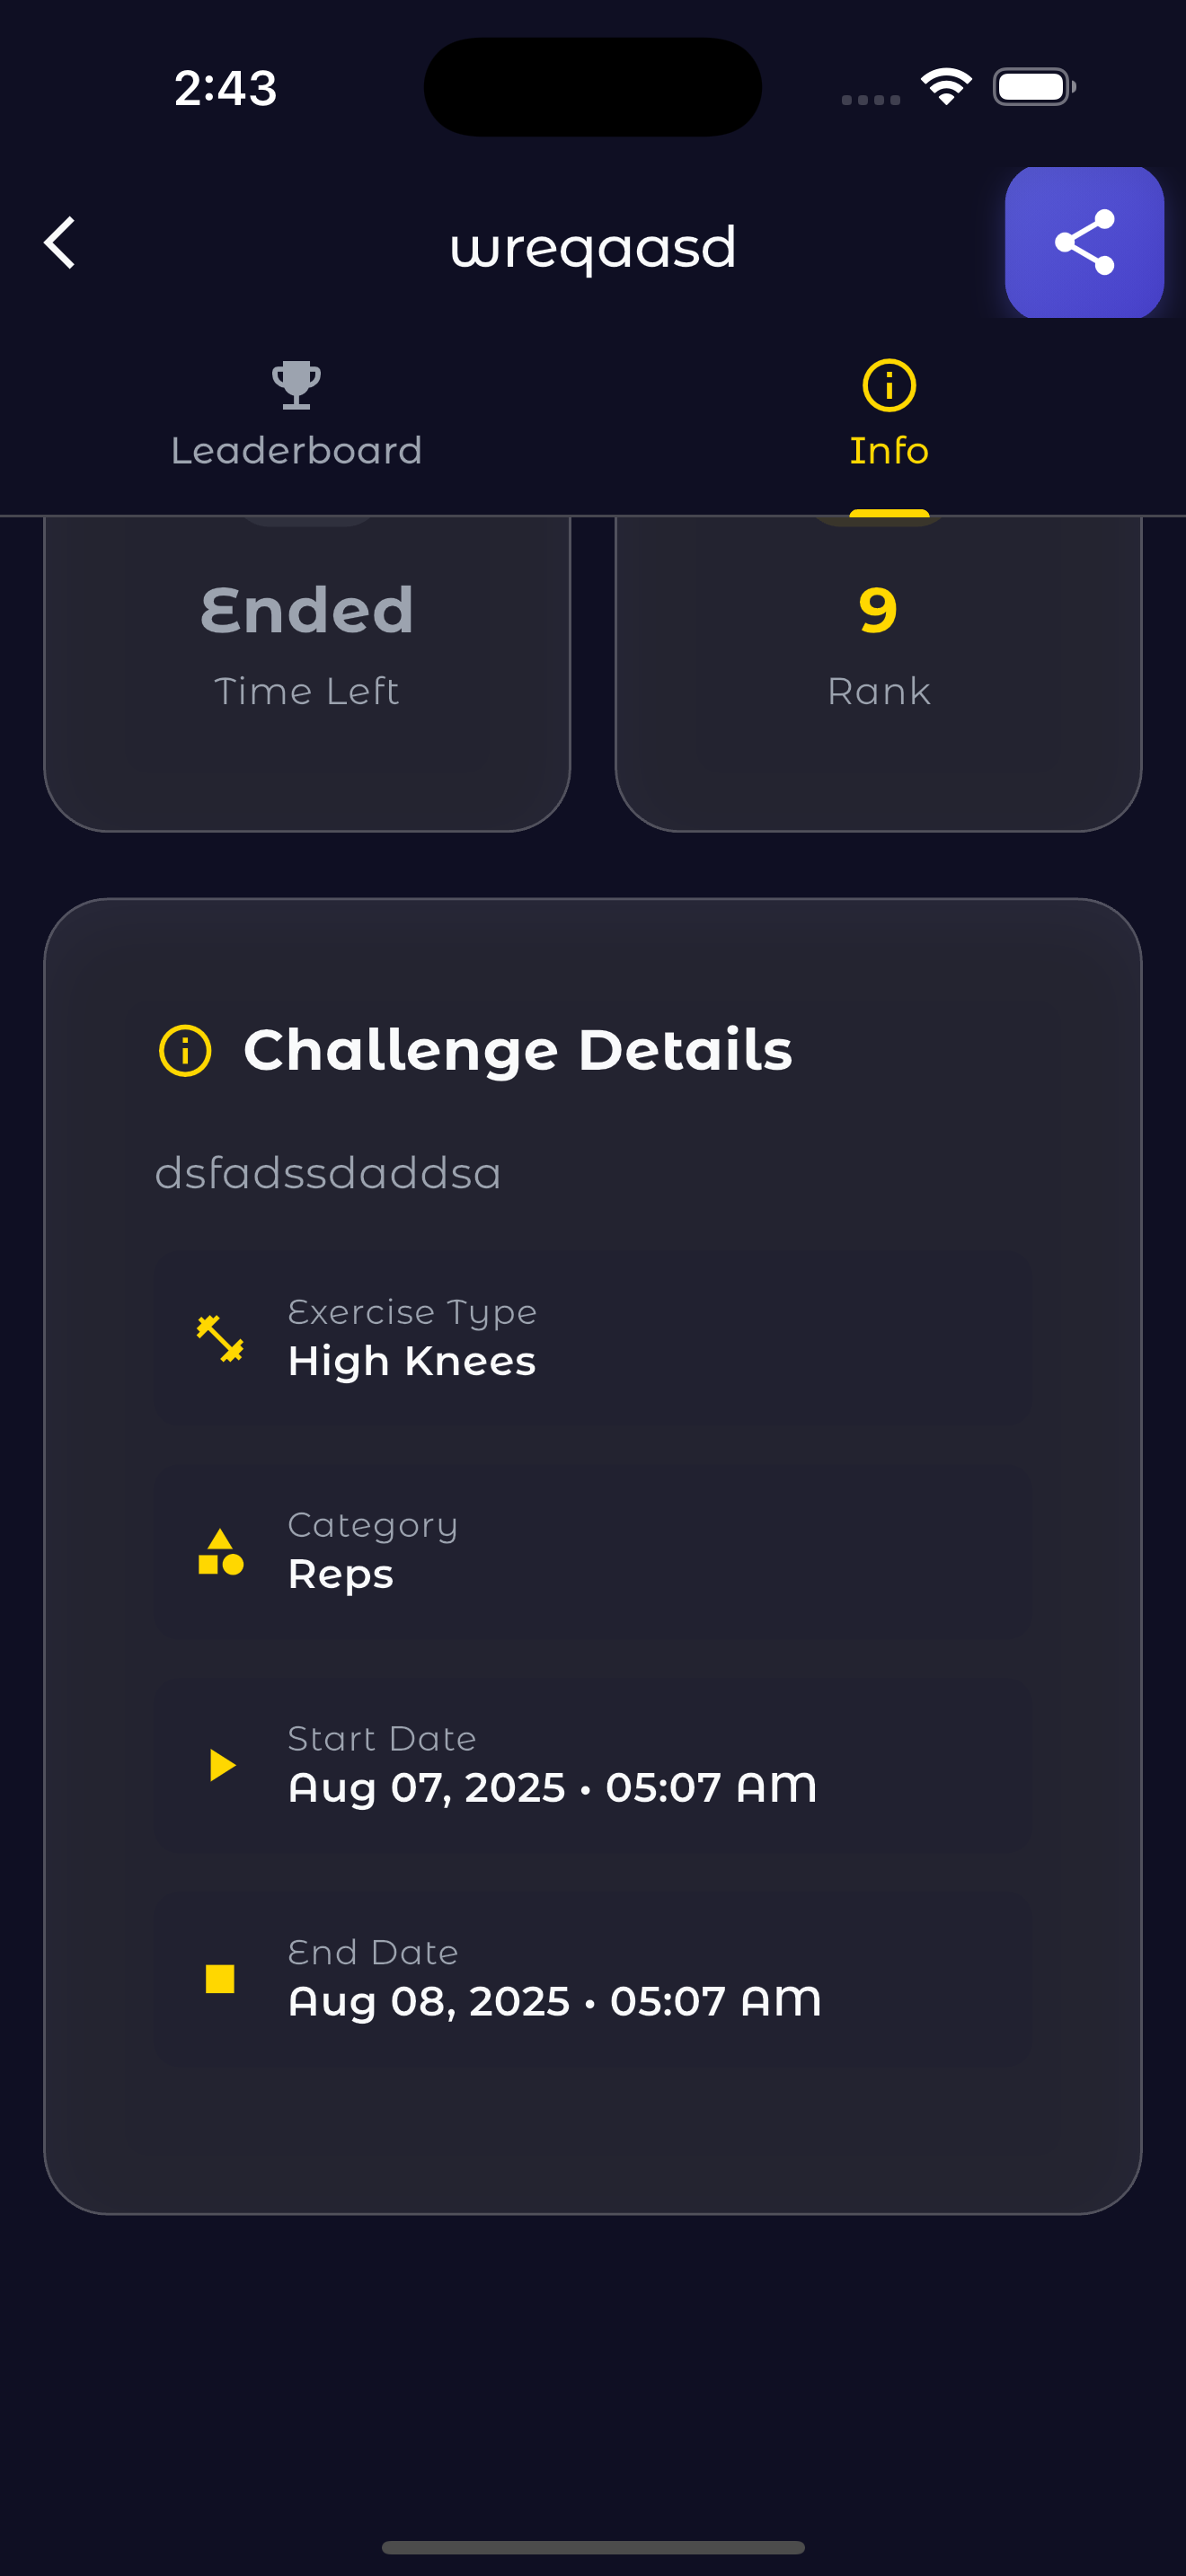 2:43
wreqaasd
Leaderboard
Info
Ended
9
Time Left
Rank
Challenge Details
dsfadssdaddsa
Exercise Type
High Knees
Category
Reps
Start Date
Aug 07, 2025 • 05:07 AM
End Date
Aug 08, 2025 • 05:07 AM